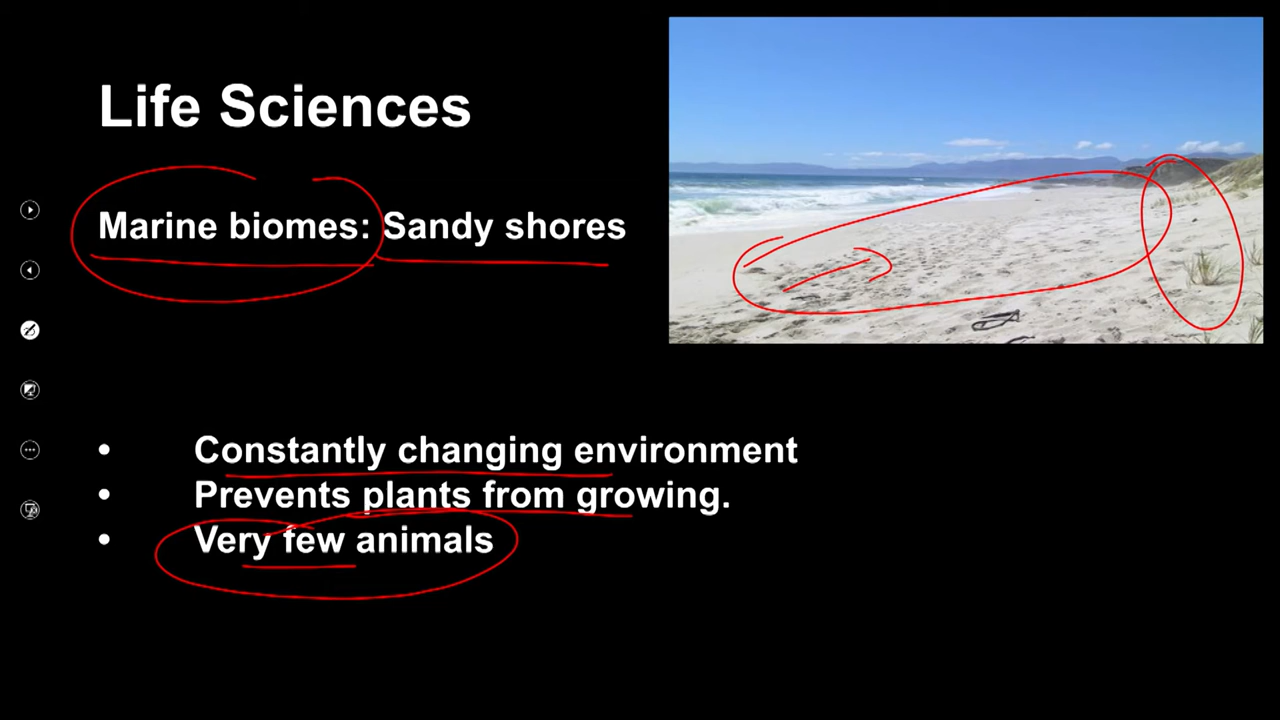 Life Sciences
Marine biomes: Sandy shores
• Constantly changing environment
• Prevents plants from growing.
• Very few animals